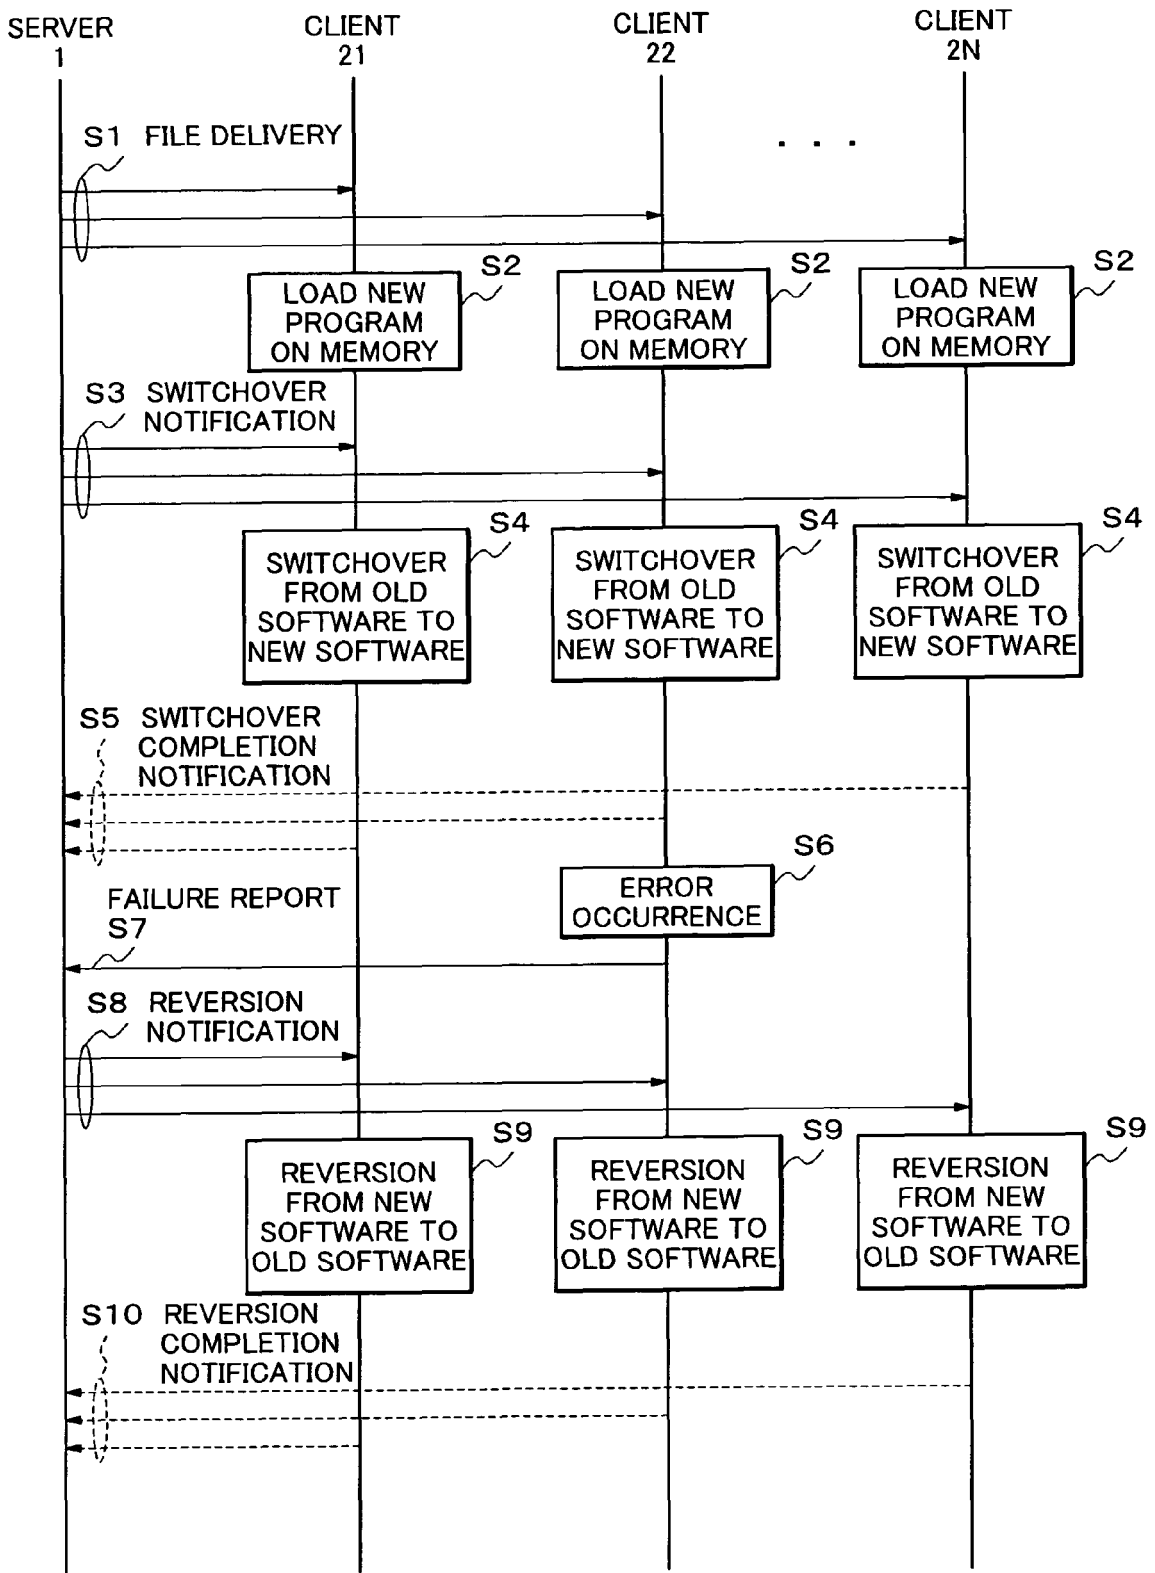 SERVER
1
CLIENT
21
CLIENT
22
CLIENT
2N
S1 FILE DELIVERY
. . .
S2
LOAD NEW
PROGRAM
ON MEMORY
S2
LOAD NEW
PROGRAM
ON MEMORY
S2
LOAD NEW
PROGRAM
ON MEMORY
S3 SWITCHOVER
NOTIFICATION
S4
SWITCHOVER
FROM OLD
SOFTWARE TO
NEW SOFTWARE
S4
SWITCHOVER
FROM OLD
SOFTWARE TO
NEW SOFTWARE
S4
SWITCHOVER
FROM OLD
SOFTWARE TO
NEW SOFTWARE
S5 SWITCHOVER
COMPLETION
NOTIFICATION
S6
ERROR
OCCURRENCE
FAILURE REPORT
S7
S8 REVERSION
NOTIFICATION
S9
REVERSION
FROM NEW
SOFTWARE TO
OLD SOFTWARE
S9
REVERSION
FROM NEW
SOFTWARE TO
OLD SOFTWARE
S9
REVERSION
FROM NEW
SOFTWARE TO
OLD SOFTWARE
S10 REVERSION
COMPLETION
NOTIFICATION